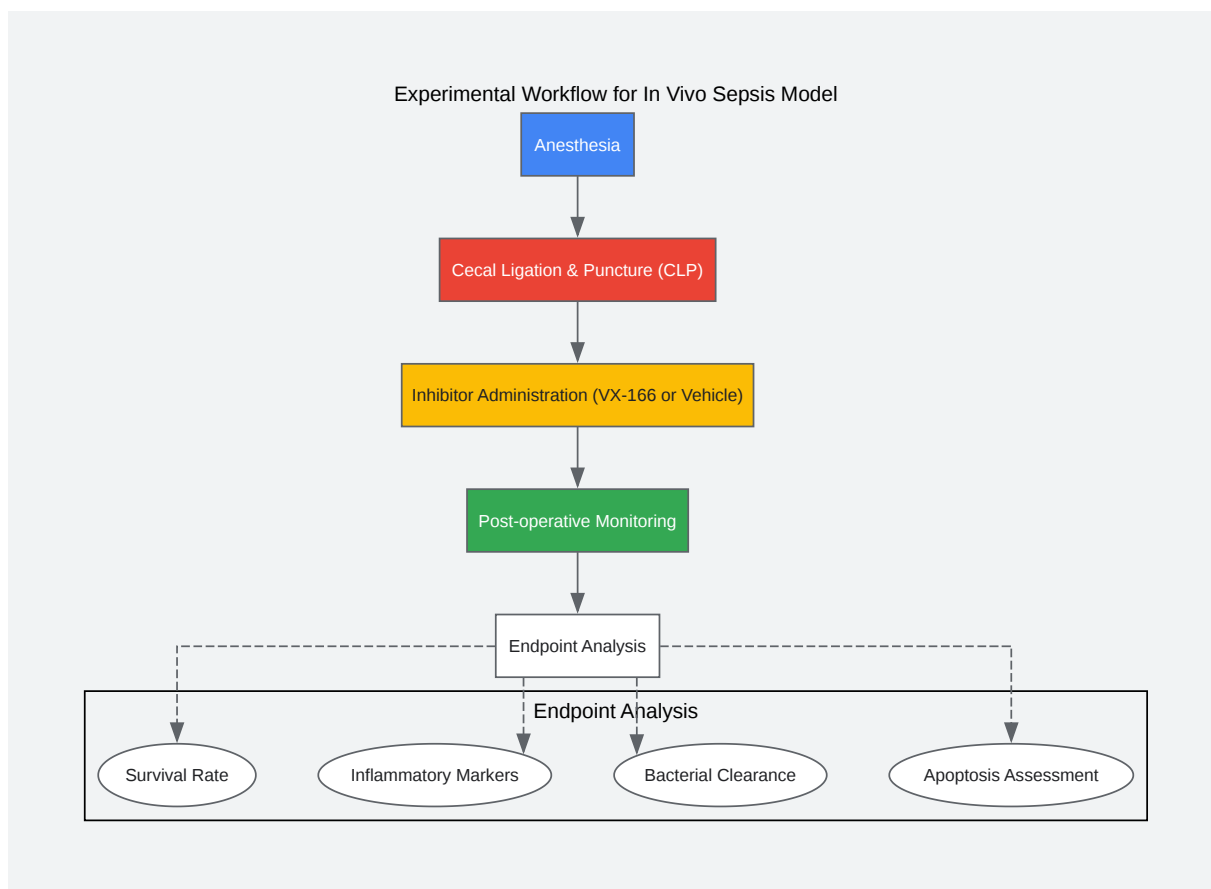 Experimental Workflow for In Vivo Sepsis Model
Anesthesia
Cecal Ligation & Puncture (CLP)
Inhibitor Administration (VX-166 or Vehicle)
Post-operative Monitoring
Endpoint Analysis
Endpoint Analysis
Survival Rate
Inflammatory Markers
Bacterial Clearance
Apoptosis Assessment